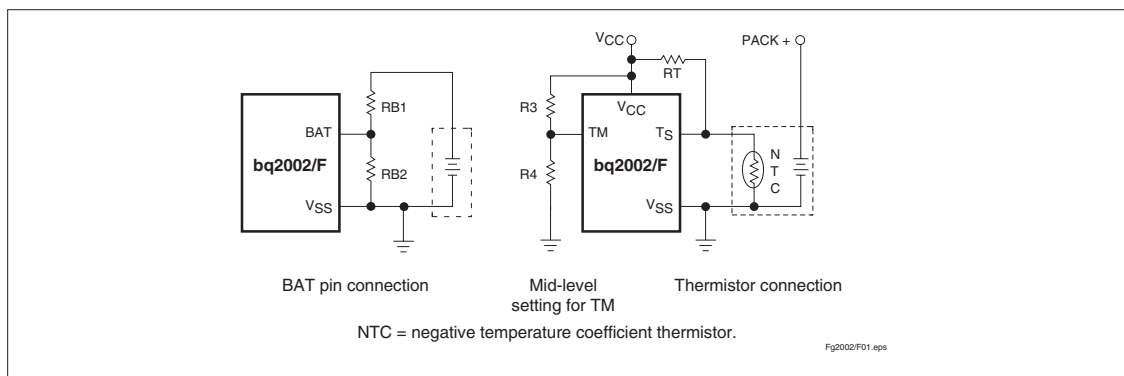 VCC
PACK +
RT
RB1
R3
VCC
BAT
TM
TS
bq2002/F
RB2
R4
bq2002/F
N
T
C
VSS
VSS
BAT pin connection
Mid-level
setting for TM
Thermistor connection
NTC = negative temperature coefficient thermistor.
Fg2002/F01.eps